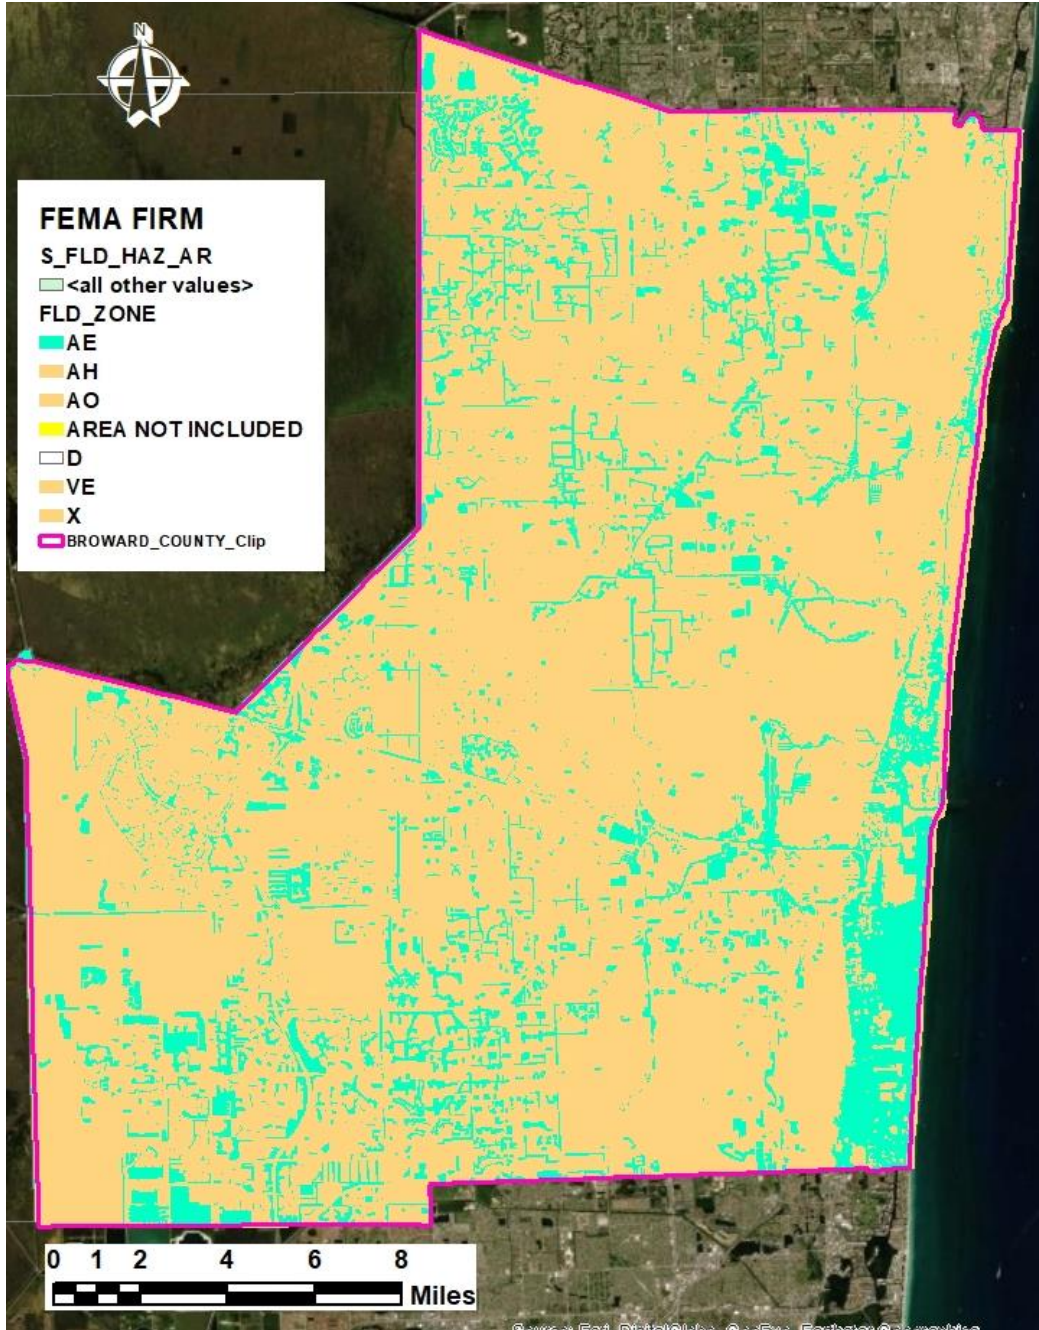 N
FEMA FIRM
S_FLD_HAZ_AR
<all other values>
FLD_ZONE
AE
AH
AO
AREA NOT INCLUDED
D
VE
X
BROWARD_COUNTY_Clip
0 1 2 4 6 8
Miles